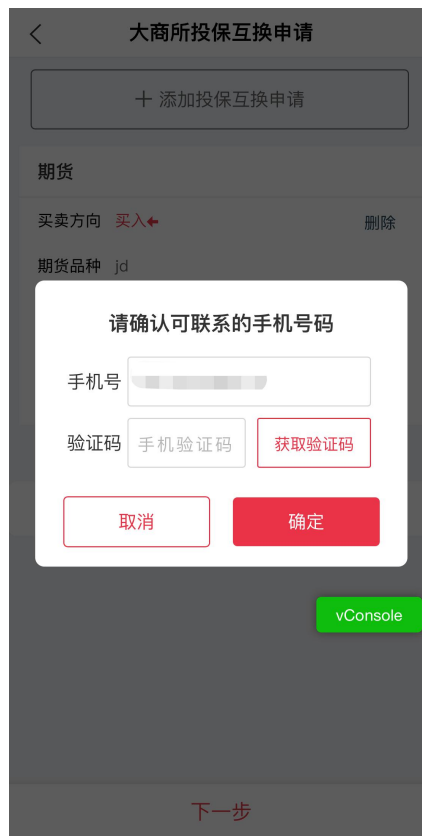 大商所投保互换申请
十 添加投保互换申请
期货
买卖方向 买入
删除
期货品种 jd
请确认可联系的手机号码
手机号
验证码 手机验证码 获取验证码
取消 确定
vConsole
下一步